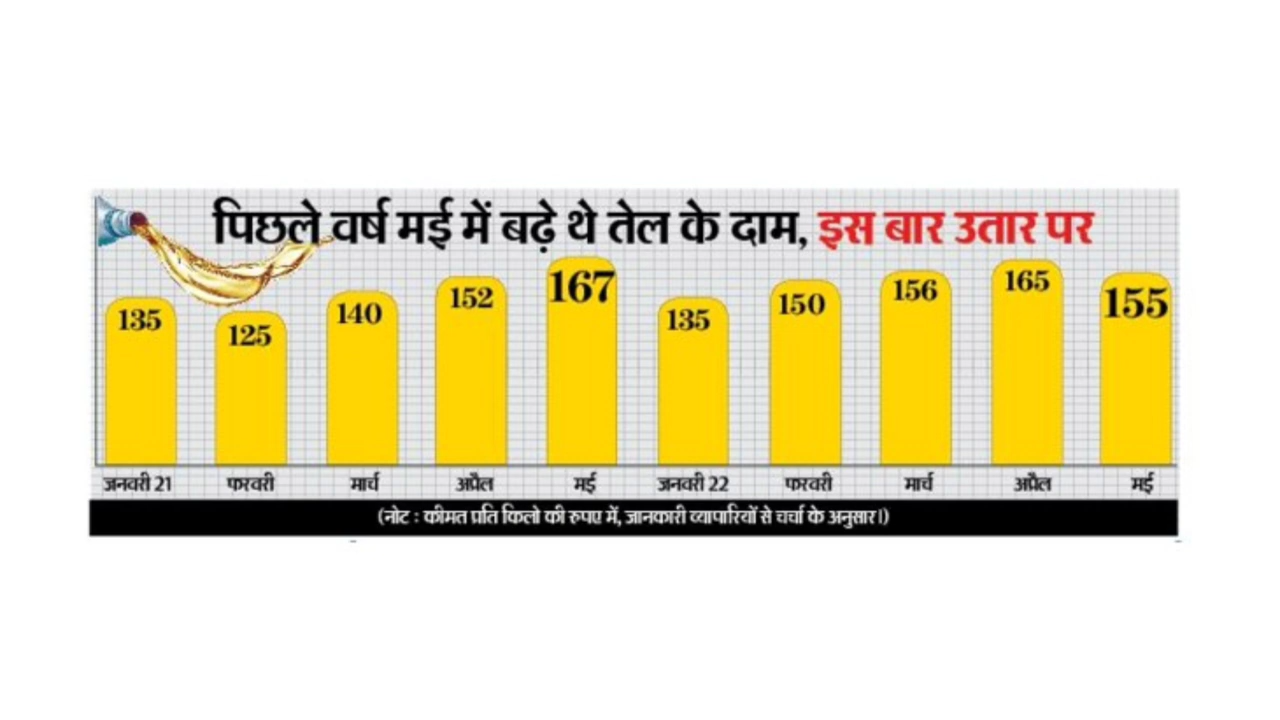 पिछले वर्ष मई में बढ़े थे तेल के दाम, इस बार उतार पर
135 125 140 152 167 135 150 156 165 155
जनवरी 21 फरवरी मार्च अप्रैल मई जनवरी 22 फरवरी मार्च अप्रैल मई
(नोट : कीमत प्रति किलो की रुपए में, जानकारी व्यापारियों से चर्चा के अनुसार।)